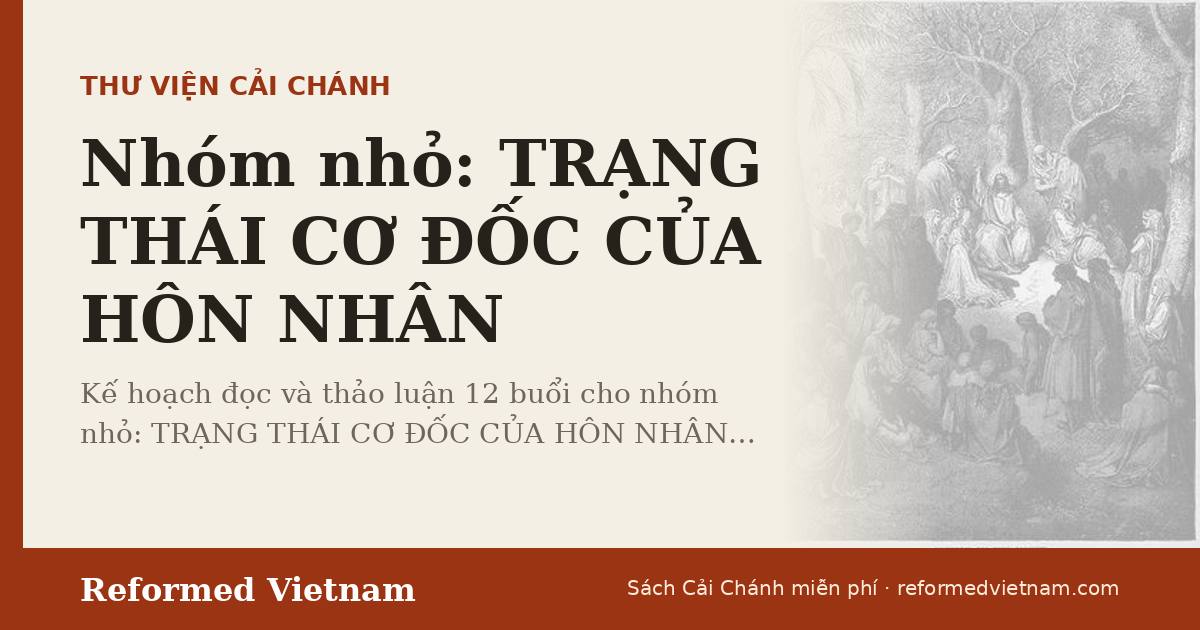 THƯ VIỆN CẢI CHÁNH
Nhóm nhỏ: TRẠNG
THÁI CƠ ĐỐC CỦA
HÔN NHÂN
Kế hoạch đọc và thảo luận 12 buổi cho nhóm
nhỏ: TRẠNG THÁI CƠ ĐỐC CỦA HÔN NHÂN...
Reformed Vietnam
Sách Cải Chánh miễn phí · reformedvietnam.com